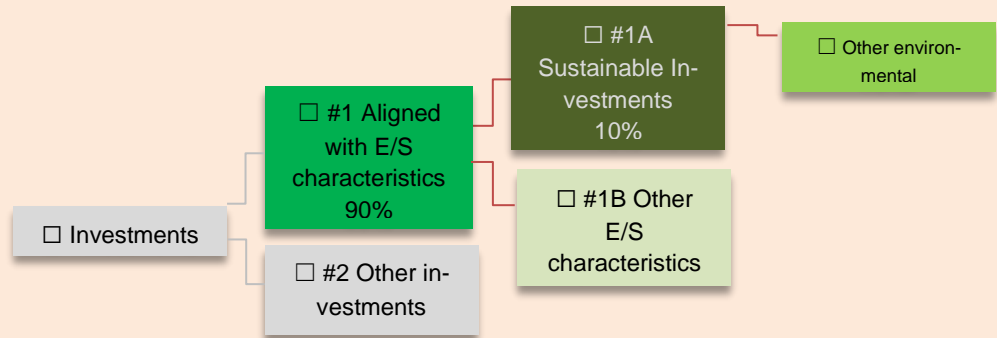 ☐ Investments
☐ #1 Aligned
with E/S
characteristics
90%
☐ #2 Other in-
vestments
☐ #1A
Sustainable In-
vestments
10%
☐ #1B Other
E/S
characteristics
☐ Other environ-
mental